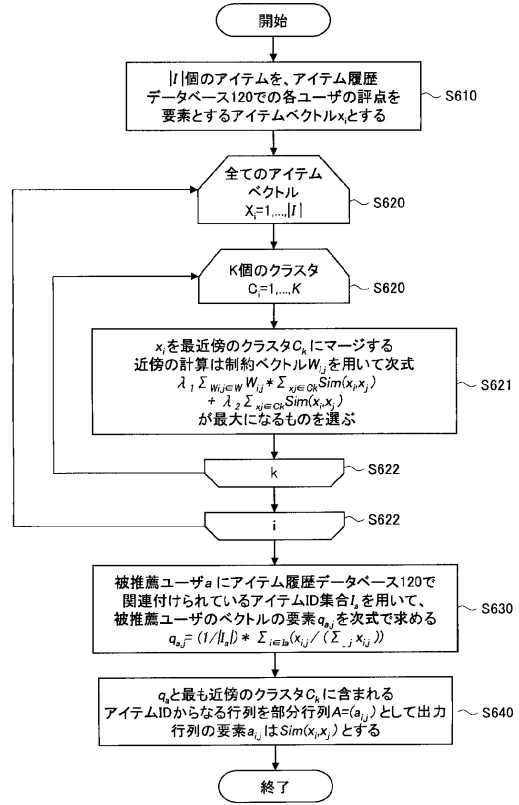 開始
|I|個のアイテムを、アイテム履歴
データベース120での各ユーザの評点を
要素とするアイテムベクトルxiとする
S610
全てのアイテム
ベクトル
Xi=1,...,|I|
S620
K個のクラスタ
Ci=1,...,K
S620
xiを最近傍のクラスタCkにマージする
近傍の計算は制約ベクトルWi,jを用いて次式
λ1ΣWi,j∈W Wi,j*Σxj∈CkSim(xi,xj)
+ λ2Σxj∈CkSim(xi,xj)
が最大になるものを選ぶ
S621
k
S622
i
S622
被推薦ユーザaにアイテム履歴データベース120で
関連付けられているアイテムID集合Iaを用いて、
被推薦ユーザのベクトルの要素qa,jを次式で求める
qa,j=(1/|Ia|)* Σi∈Ia(xi,j/(Σ_j xi,j))
S630
qaと最も近傍のクラスタCkに含まれる
アイテムIDからなる行列を部分行列A=(ai,j)として出力
行列の要素ai,jはSim(xi,xj)とする
S640
終了